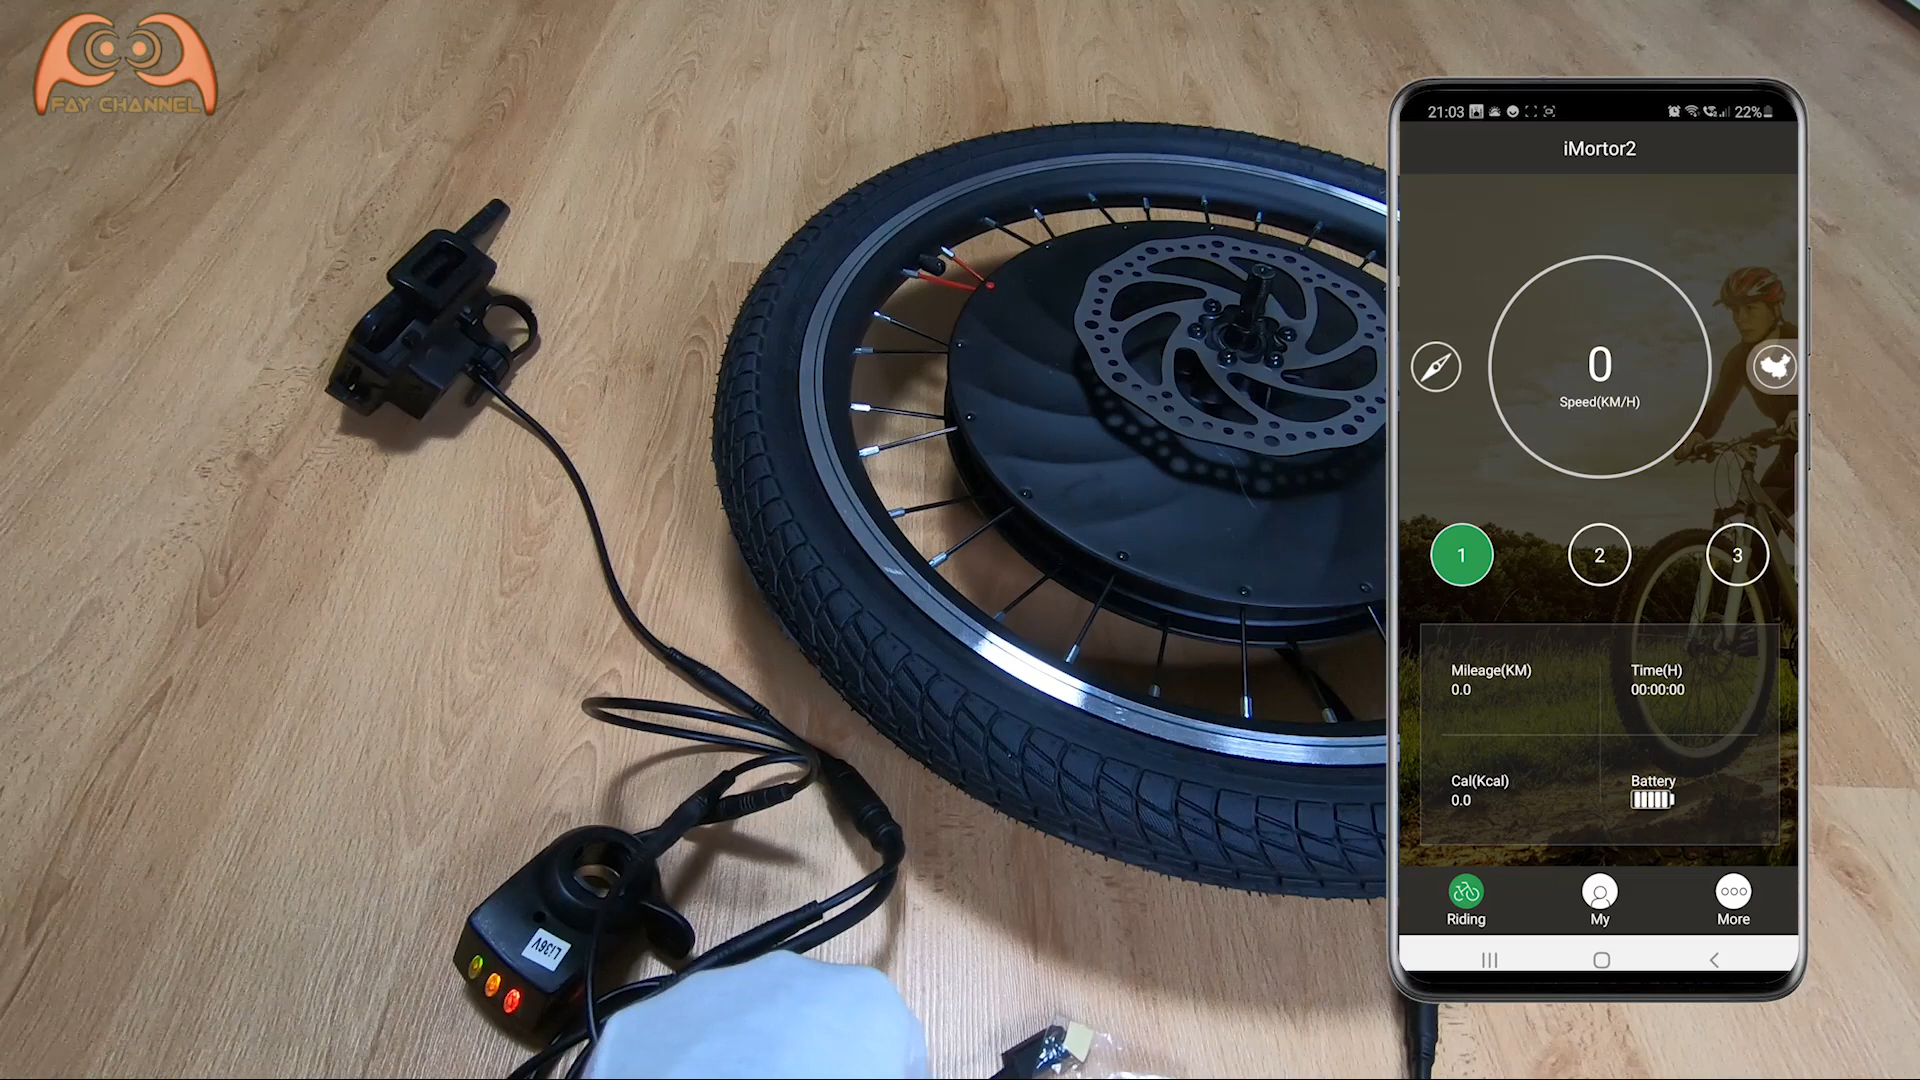 FAY CHANNEL
21:03
22%
iMortor2
0
Speed(KM/H)
1
2
3
Mileage(KM)
0.0
Time(H)
00:00:00
Cal(Kcal)
0.0
Battery
Riding
My
More
Li36V